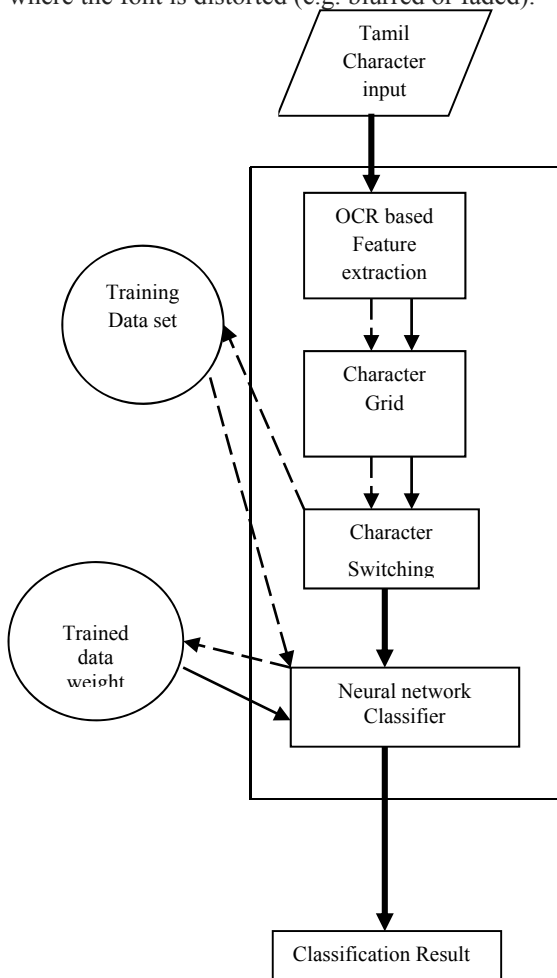 where the font is distorted (e.g. blurred or faded).
Tamil
Character
input
OCR based
Feature
extraction
Training
Data set
Character
Grid
Character
Switching
Trained
data
weight
Neural network
Classifier
Classification Result